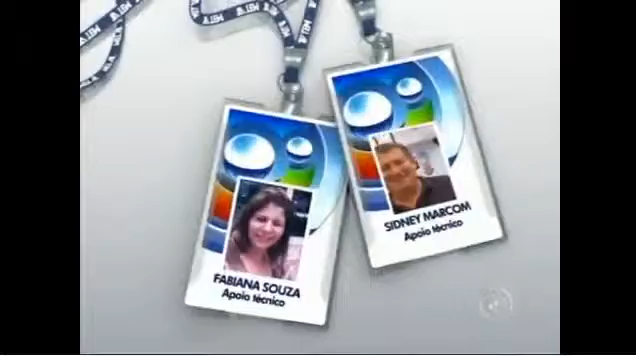 FABIANA SOUZA
Apoio técnico
SIDNEY MARCOM
Apoio técnico